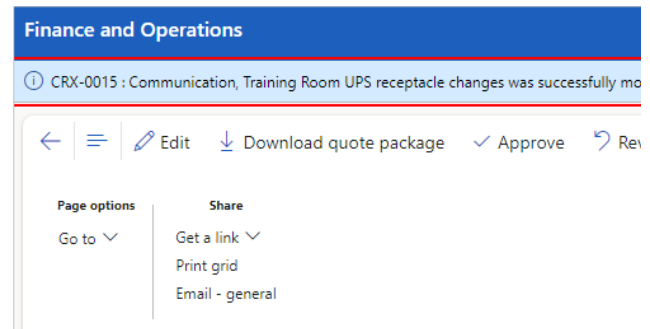 Finance and Operations
CRX-0015 : Communication, Training Room UPS receptacle changes was successfully mo
Edit Download quote package Approve Rev
Page options Share
Go to Get a link
Print grid
Email - general